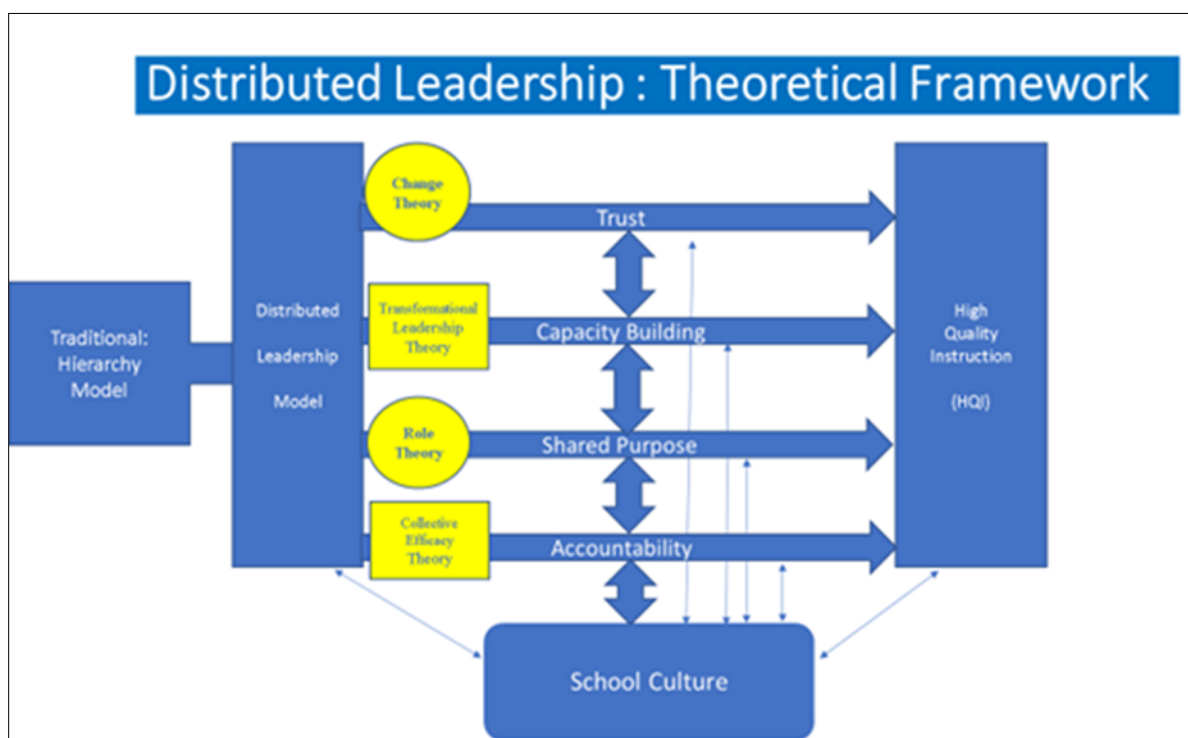 Distributed Leadership : Theoretical Framework
Traditional:
Hierarchy
Model
Distributed
Leadership
Model
Change
Theory
Trust
Transformational
Leadership
Theory
Capacity Building
Role
Theory
Shared Purpose
Collective
Efficacy
Theory
Accountability
High
Quality
Instruction
(HQI)
School Culture